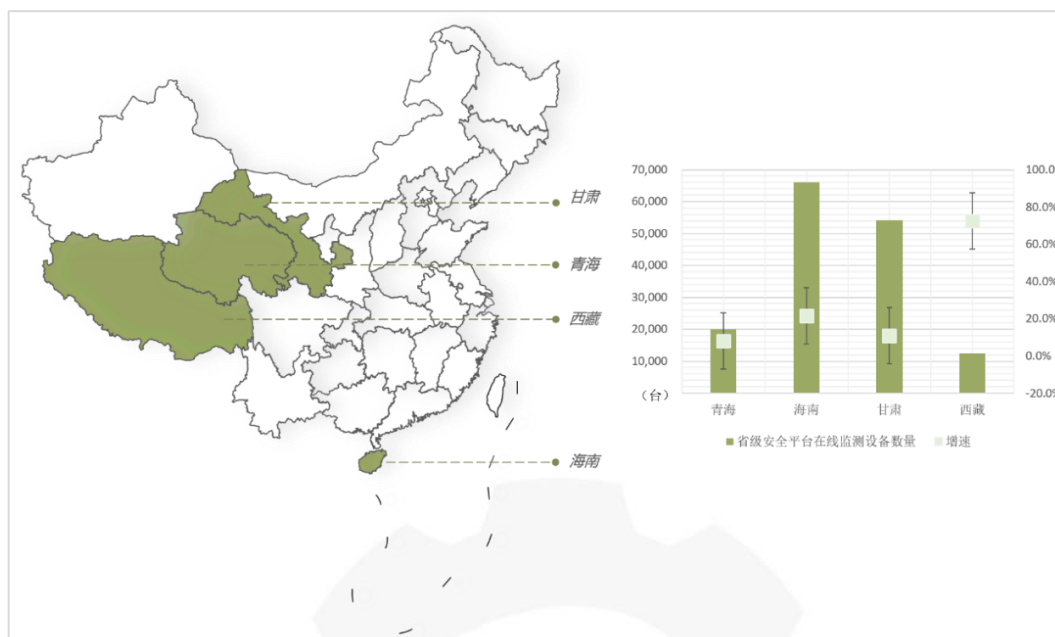 甘肃
青海
西藏
海南
70,000
60,000
50,000
40,000
30,000
20,000
10,000
（台）
100.0%
80.0%
60.0%
40.0%
20.0%
0.0%
-20.0%
青海 海南 甘肃 西藏
省级安全平台在线监测设备数量 增速